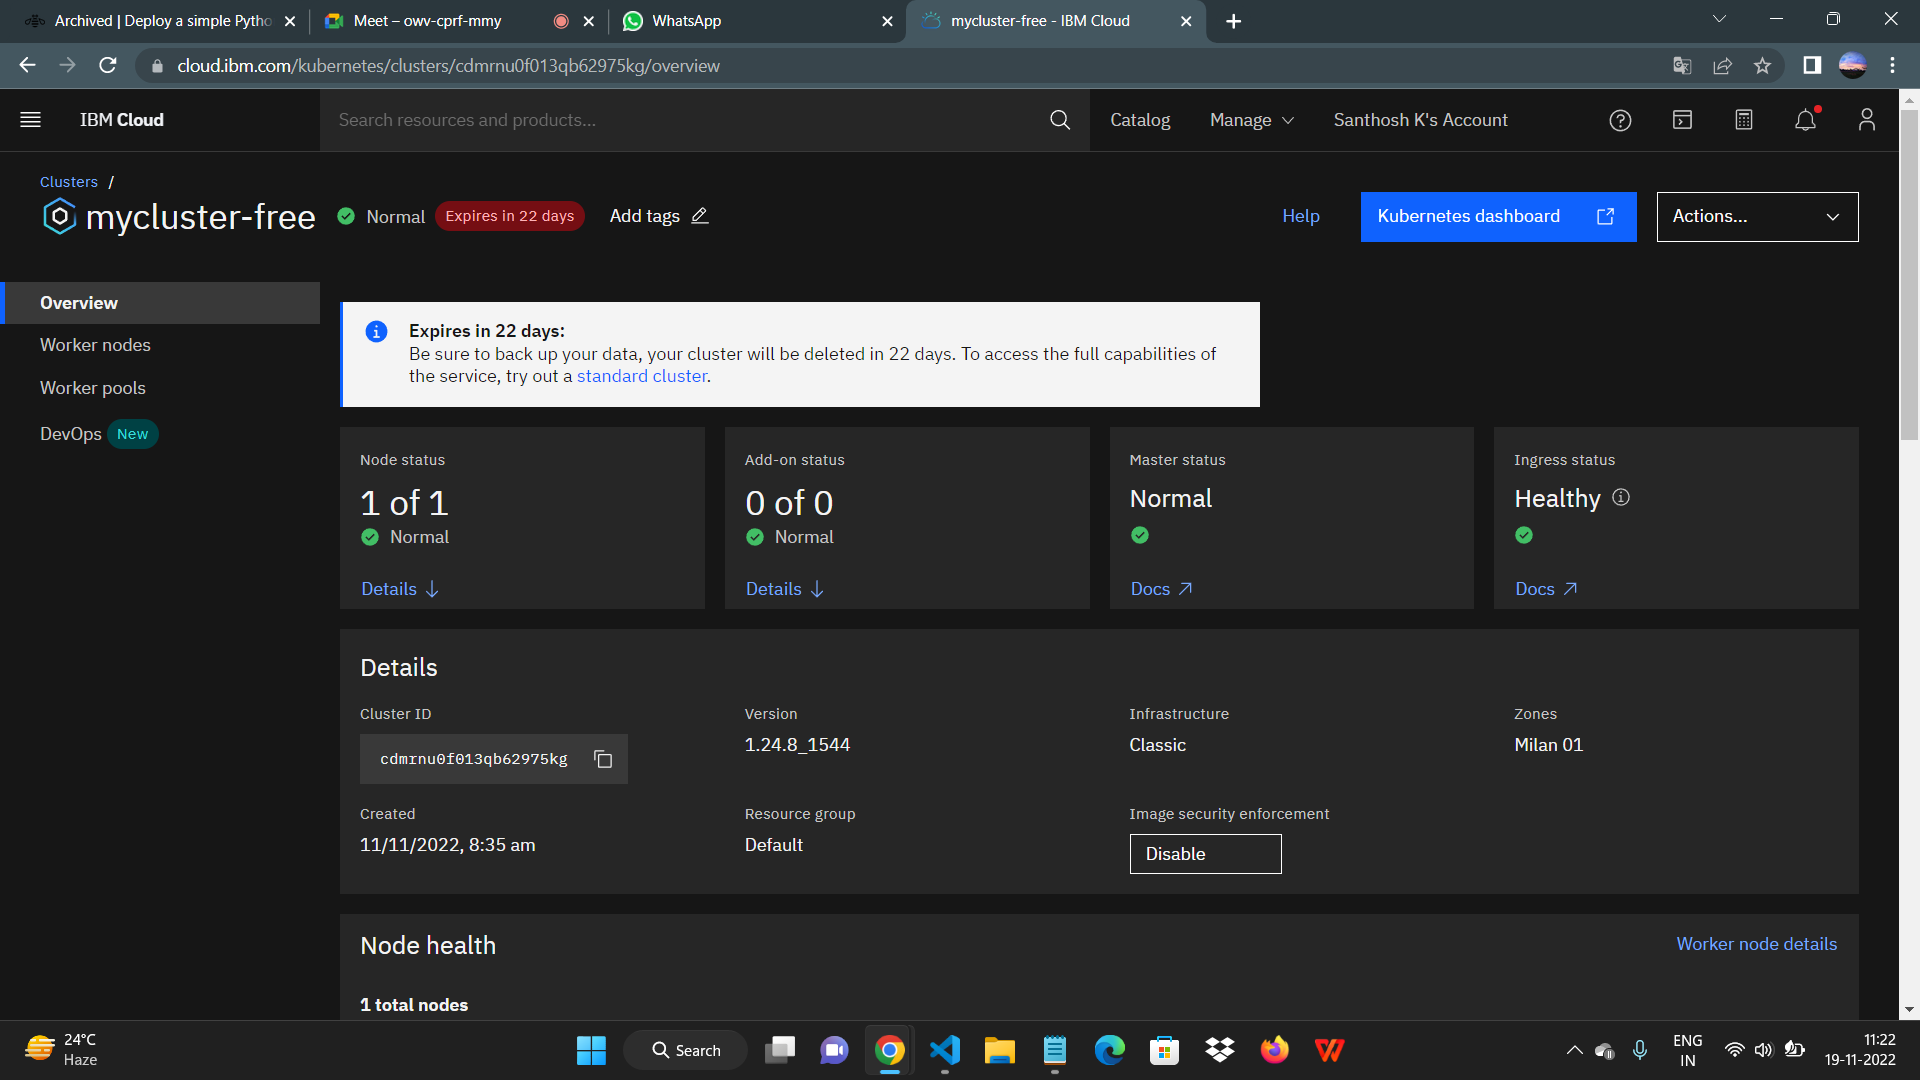 Archived | Deploy a simple Pytho
Meet – owv-cprf-mmy
WhatsApp
mycluster-free - IBM Cloud
cloud.ibm.com/kubernetes/clusters/cdmrnu0f013qb62975kg/overview
IBM Cloud
Search resources and products...
Catalog
Manage
Santhosh K's Account
Clusters /
mycluster-free
Normal
Expires in 22 days
Add tags
Help
Kubernetes dashboard
Actions...
Overview
Worker nodes
Worker pools
DevOps New
Expires in 22 days:
Be sure to back up your data, your cluster will be deleted in 22 days. To access the full capabilities of
the service, try out a standard cluster.
Node status
1 of 1
Normal
Details
Add-on status
0 of 0
Normal
Details
Master status
Normal
Docs
Ingress status
Healthy
Docs
Details
Cluster ID
cdmrnu0f013qb62975kg
Version
1.24.8_1544
Infrastructure
Classic
Zones
Milan 01
Created
11/11/2022, 8:35 am
Resource group
Default
Image security enforcement
Disable
Node health
Worker node details
1 total nodes
24°C
Haze
Search
ENG
IN
11:22
19-11-2022